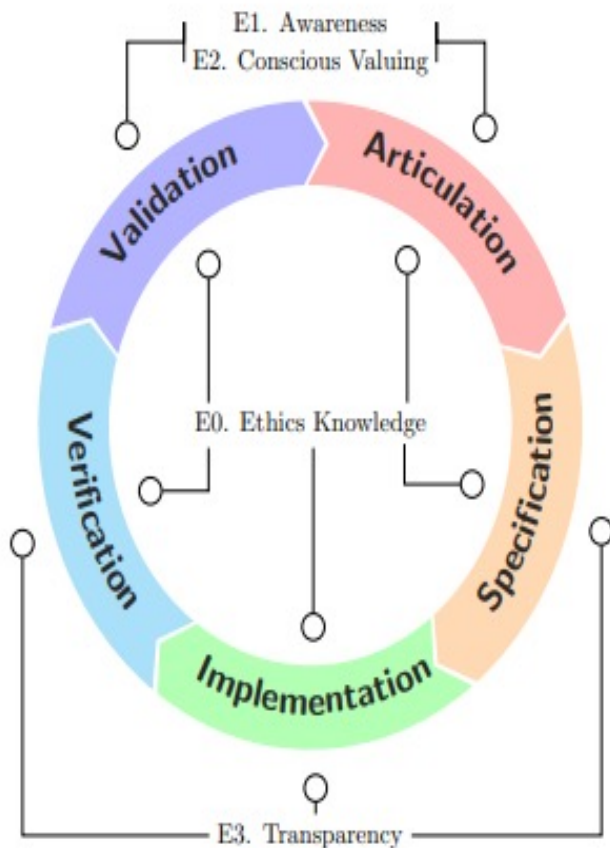 E1. Awareness
E2. Conscious Valuing
Validation
Articulation
E0. Ethics Knowledge
Verification
Specification
Implementation
E3. Transparency